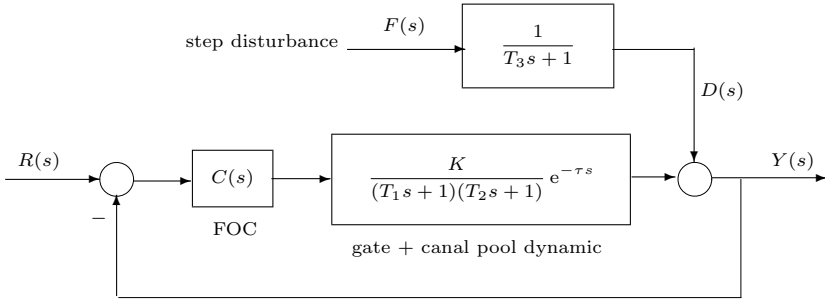 F(s)
step disturbance
1
T₃s + 1
D(s)
R(s)
C(s)
K
(T₁s + 1)(T₂s + 1)
e^{−τs}
Y(s)
−
FOC
gate + canal pool dynamic